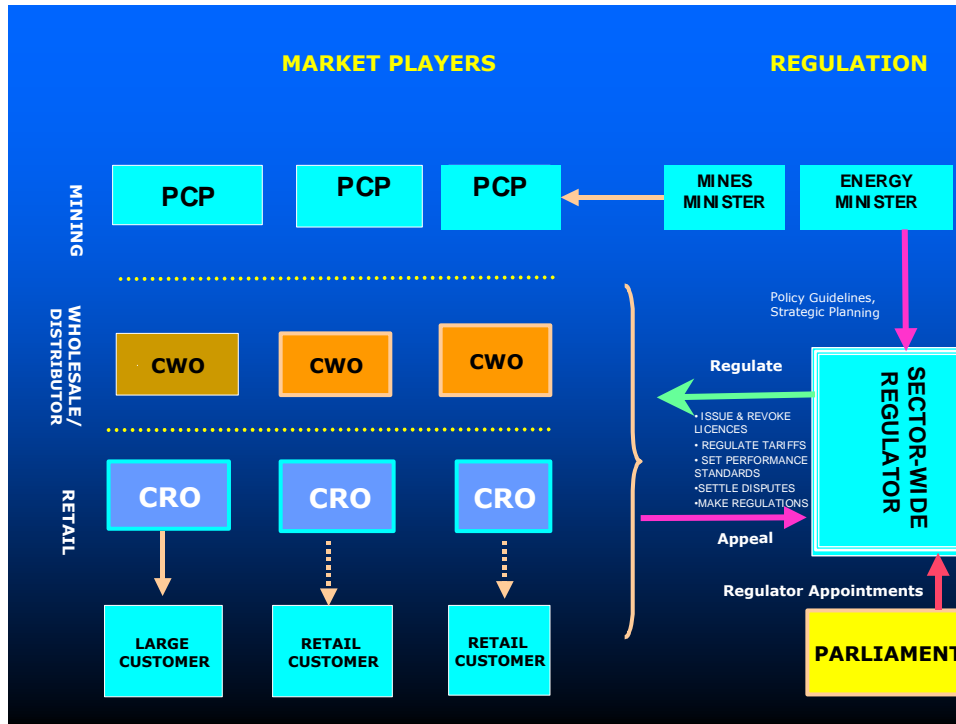 MARKET PLAYERS
REGULATION
MINING
PCP
PCP
PCP
MINES
MINISTER
ENERGY
MINISTER
Policy Guidelines,
Strategic Planning
WHOLESALE/
DISTRIBUTOR
CWO
CWO
CWO
Regulate
• ISSUE & REVOKE
LICENCES
• REGULATE TARIFFS
• SET PERFORMANCE
STANDARDS
•SETTLE DISPUTES
•MAKE REGULATIONS
Appeal
SECTOR-WIDE
REGULATOR
RETAIL
CRO
CRO
CRO
Regulator Appointments
LARGE
CUSTOMER
RETAIL
CUSTOMER
RETAIL
CUSTOMER
PARLIAMENT